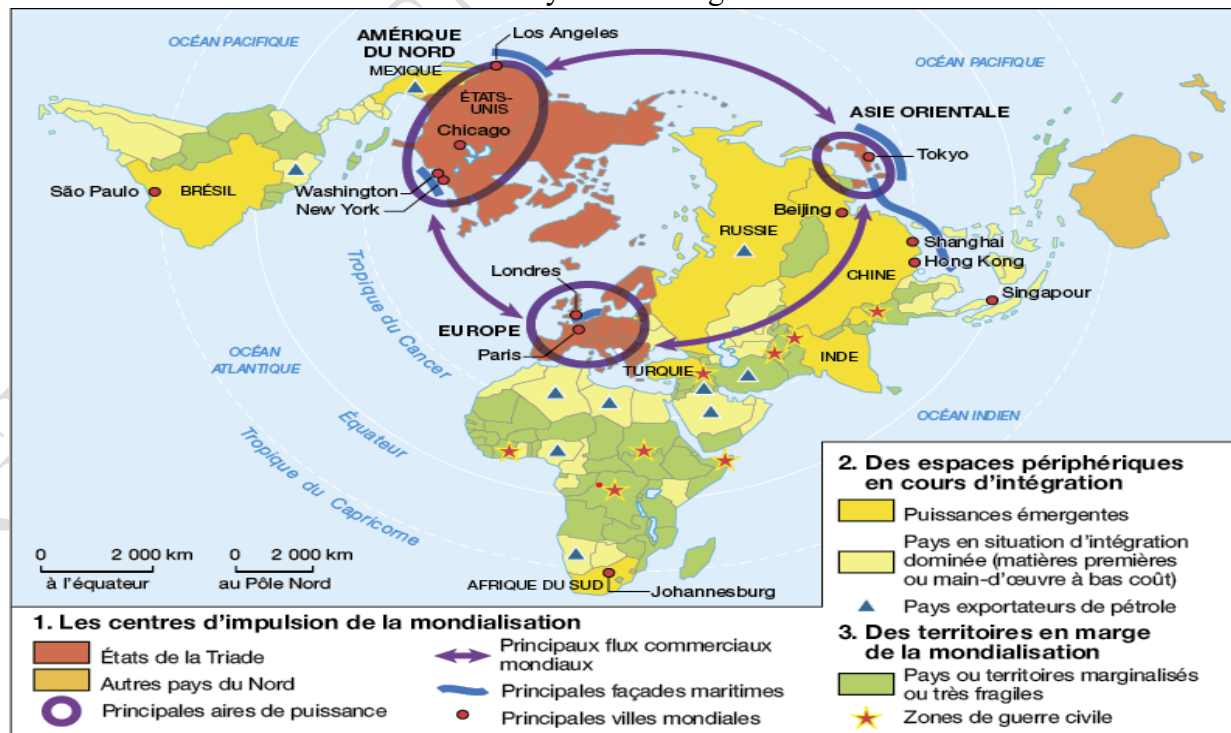 OCÉAN PACIFIQUE
AMÉRIQUE
DU NORD
Los Angeles
MEXIQUE
OCÉAN PACIFIQUE
ÉTATS-
UNIS
ASIE ORIENTALE
Chicago
Tokyo
São Paulo
BRÉSIL
Washington
New York
Beijing
RUSSIE
Shanghai
Hong Kong
CHINE
Londres
Singapour
Tropique du Cancer
EUROPE
Paris
INDE
OCÉAN
ATLANTIQUE
TURQUIE
OCÉAN INDIEN
Équateur
Tropique du Capricorne
0 2 000 km
à l'équateur
0 2 000 km
au Pôle Nord
AFRIQUE DU SUD
Johannesburg
1. Les centres d'impulsion de la mondialisation
États de la Triade
Autres pays du Nord
Principales aires de puissance
Principaux flux commerciaux
mondiaux
Principales façades maritimes
Principales villes mondiales
2. Des espaces périphériques
en cours d'intégration
Puissances émergentes
Pays en situation d'intégration
dominée (matières premières
ou main-d'œuvre à bas coût)
Pays exportateurs de pétrole
3. Des territoires en marge
de la mondialisation
Pays ou territoires marginalisés
ou très fragiles
Zones de guerre civile